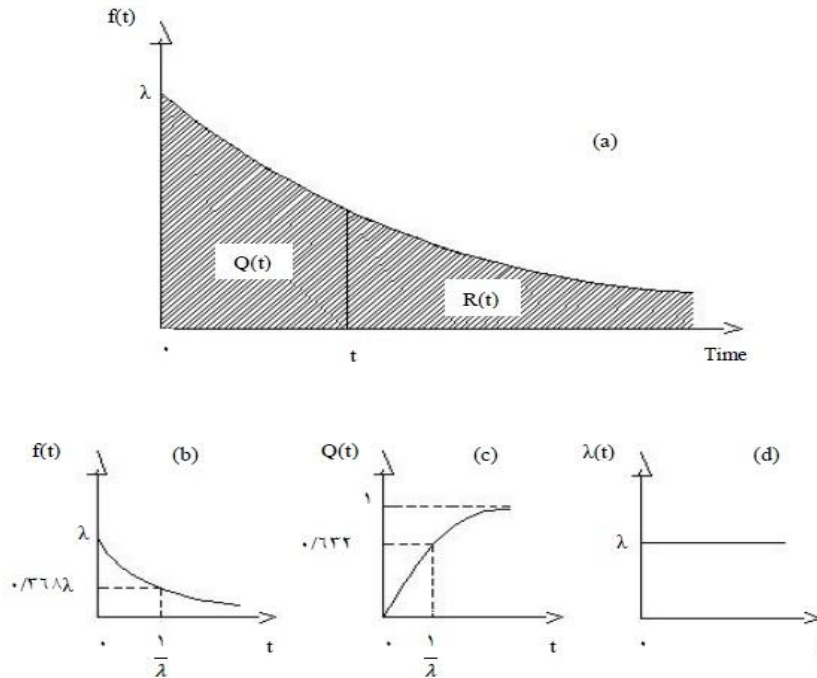 f(t)
λ
(a)
Q(t)
R(t)
٠
t
Time
f(t)
(b)
λ
٠/٣٦٨λ
٠
١/λ
t
Q(t)
(c)
١
٠/٦٣٢
٠
١/λ
t
λ(t)
(d)
λ
٠